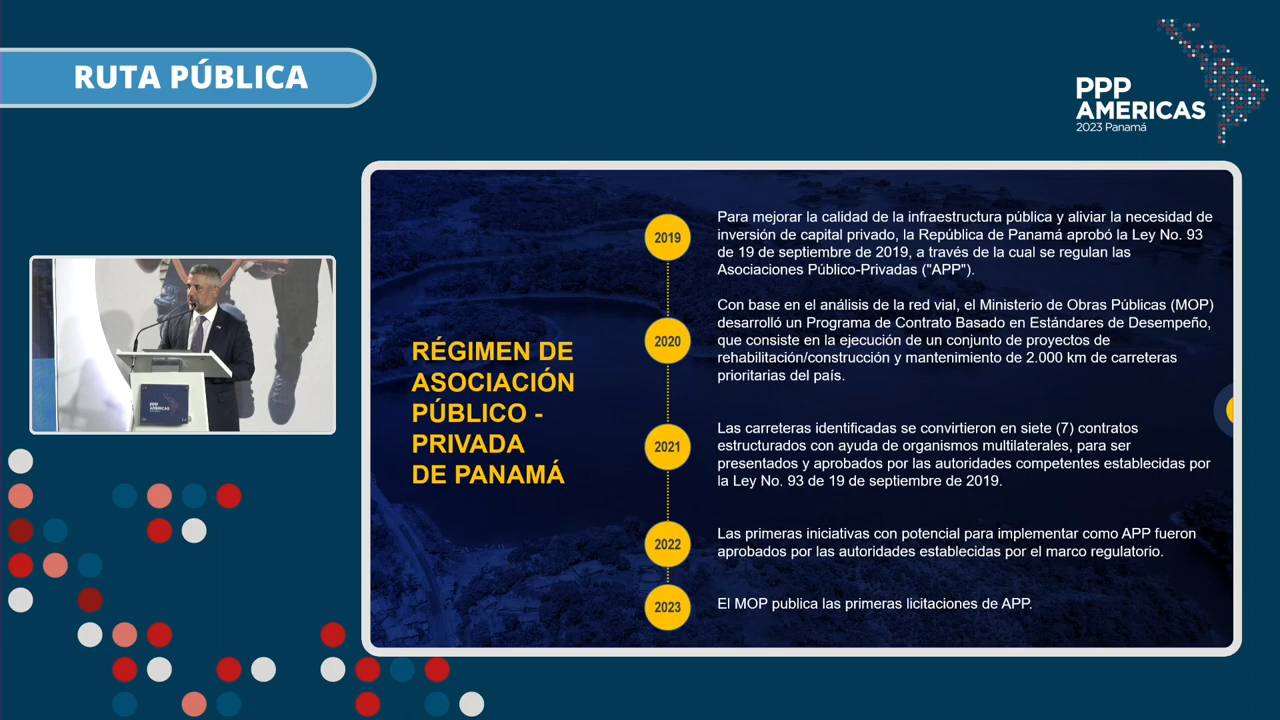 RUTA PÚBLICA
PPP
AMERICAS
2023 Panamá
PPP
AMERICAS
RÉGIMEN DE
ASOCIACIÓN
PÚBLICO -
PRIVADA
DE PANAMÁ
2019
Para mejorar la calidad de la infraestructura pública y aliviar la necesidad de
inversión de capital privado, la República de Panamá aprobó la Ley No. 93
de 19 de septiembre de 2019, a través de la cual se regulan las
Asociaciones Público-Privadas ("APP").
2020
Con base en el análisis de la red vial, el Ministerio de Obras Públicas (MOP)
desarrolló un Programa de Contrato Basado en Estándares de Desempeño,
que consiste en la ejecución de un conjunto de proyectos de
rehabilitación/construcción y mantenimiento de 2.000 km de carreteras
prioritarias del país.
2021
Las carreteras identificadas se convirtieron en siete (7) contratos
estructurados con ayuda de organismos multilaterales, para ser
presentados y aprobados por las autoridades competentes establecidas por
la Ley No. 93 de 19 de septiembre de 2019.
2022
Las primeras iniciativas con potencial para implementar como APP fueron
aprobados por las autoridades establecidas por el marco regulatorio.
2023
El MOP publica las primeras licitaciones de APP.